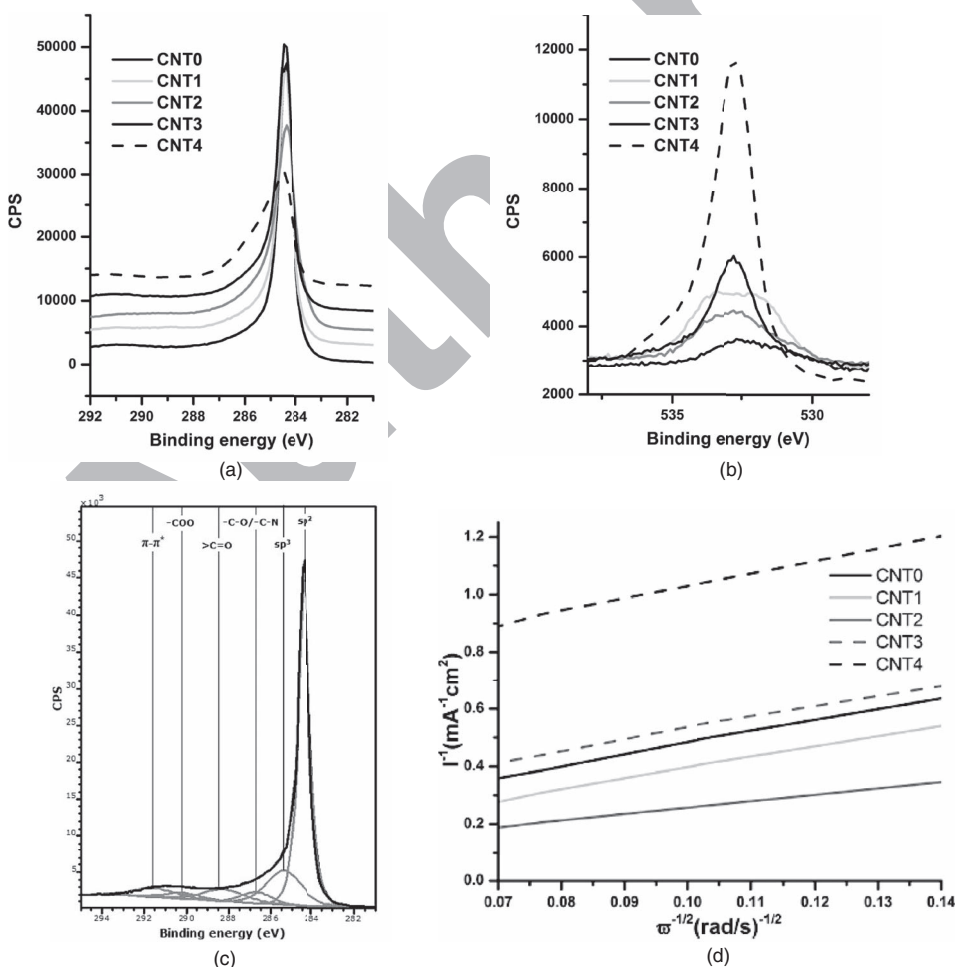 50000
40000
30000
20000
10000
0
CPS
CNT0
CNT1
CNT2
CNT3
CNT4
292 290 288 286 284 282
Binding energy (eV)
(a)
12000
10000
8000
6000
4000
2000
CPS
CNT0
CNT1
CNT2
CNT3
CNT4
535 530
Binding energy (eV)
(b)
×10³
50
45
40
35
30
25
20
15
10
5
CPS
-COO -C-O/-C-N sp²
π-π* >C=O sp³
294 292 290 288 286 284 282
Binding energy (eV)
(c)
1.2
1.0
0.8
0.6
0.4
0.2
0.0
I⁻¹(mA⁻¹cm²)
CNT0
CNT1
CNT2
CNT3
CNT4
0.07 0.08 0.09 0.10 0.11 0.12 0.13 0.14
ϖ⁻¹/²(rad/s)⁻¹/²
(d)